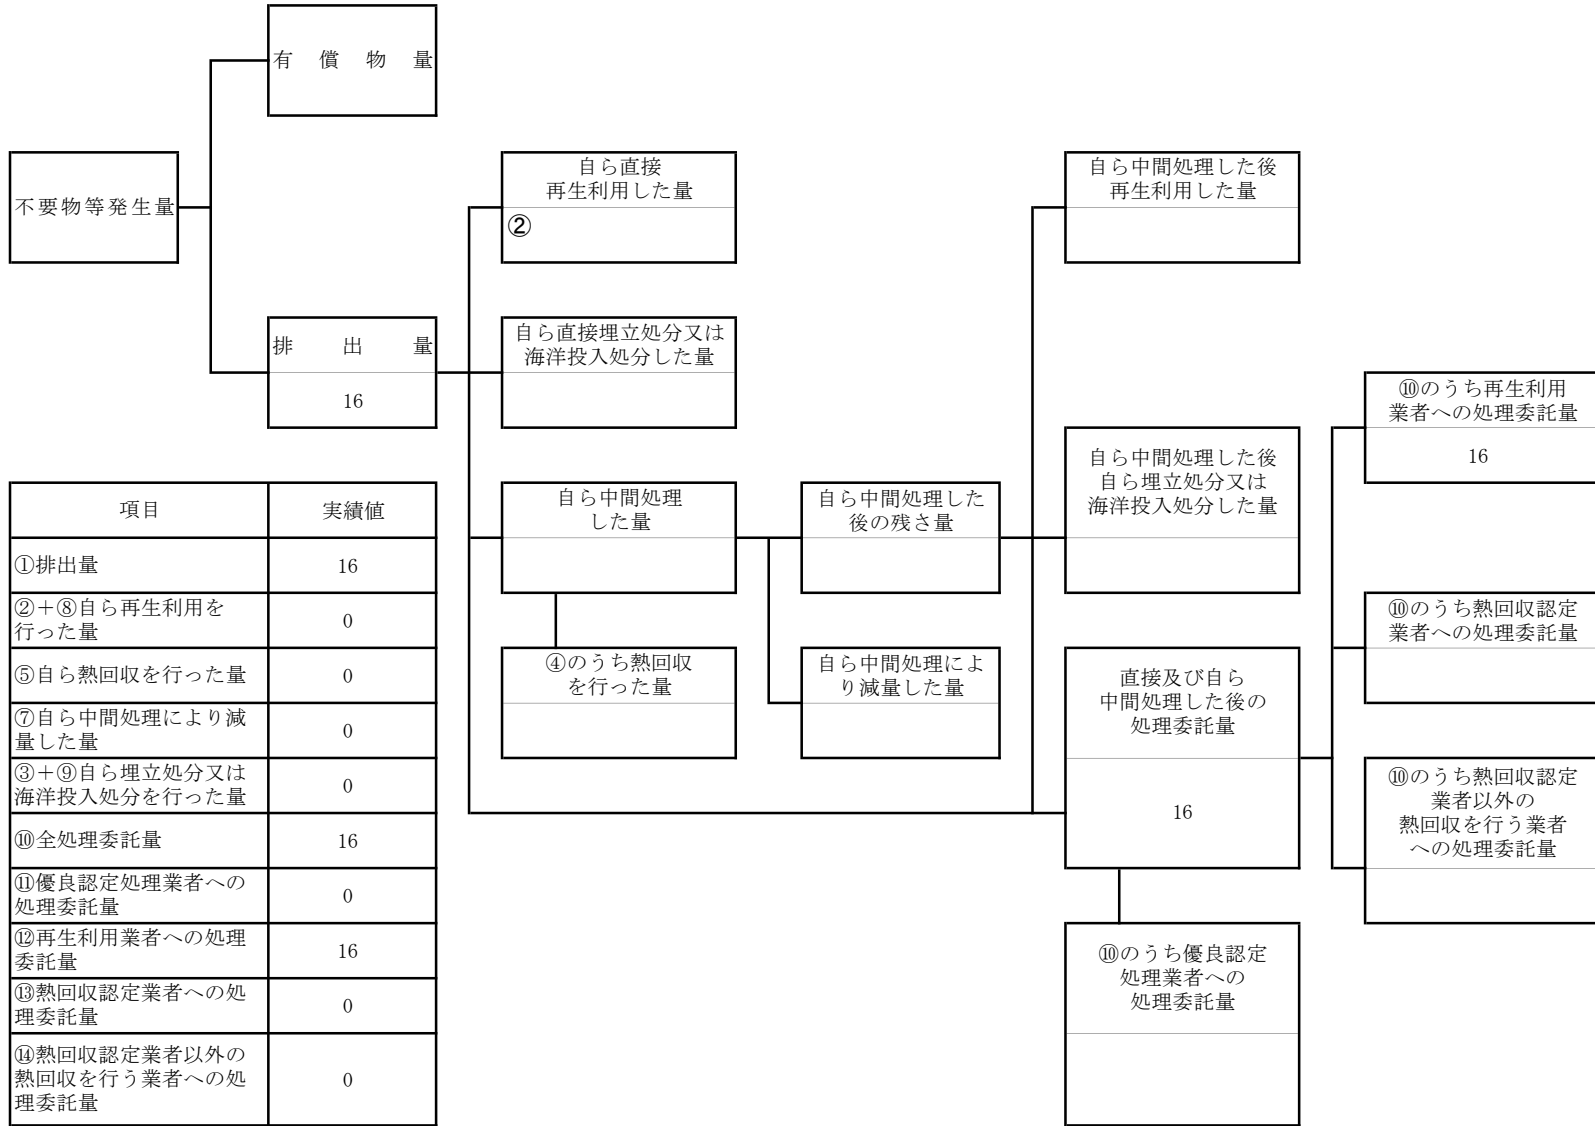 有償物量
不要物等発生量
自ら直接
再生利用した量
②
自ら中間処理した後
再生利用した量
排出量
16
自ら直接埋立処分又は
海洋投入処分した量
⑩のうち再生利用
業者への処理委託量
16
自ら中間処理した後
自ら埋立処分又は
海洋投入処分した量
自ら中間処理
した量
自ら中間処理した
後の残さ量
⑩のうち熱回収認定
業者への処理委託量
④のうち熱回収
を行った量
自ら中間処理によ
り減量した量
直接及び自ら
中間処理した後の
処理委託量
16
⑩のうち熱回収認定
業者以外の
熱回収を行う業者
への処理委託量
⑩のうち優良認定
処理業者への
処理委託量
項目 実績値
①排出量 16
②+⑧自ら再生利用を
行った量 0
⑤自ら熱回収を行った量 0
⑦自ら中間処理により減
量した量 0
③+⑨自ら埋立処分又は
海洋投入処分を行った量 0
⑩全処理委託量 16
⑪優良認定処理業者への
処理委託量 0
⑫再生利用業者への処理
委託量 16
⑬熱回収認定業者への処
理委託量 0
⑭熱回収認定業者以外の
熱回収を行う業者への処
理委託量 0